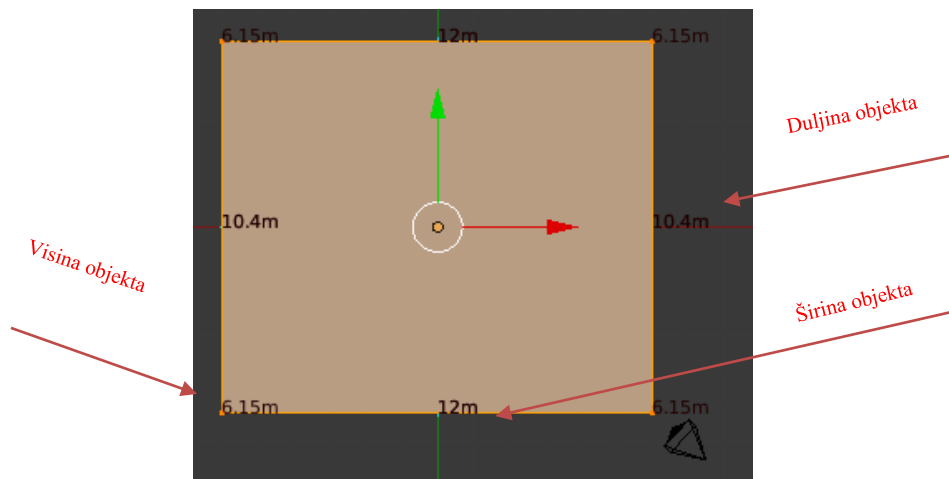 6.15m 12m 6.15m
Duljina objekta
10.4m 10.4m
Visina objekta
Širina objekta
6.15m 12m 6.15m